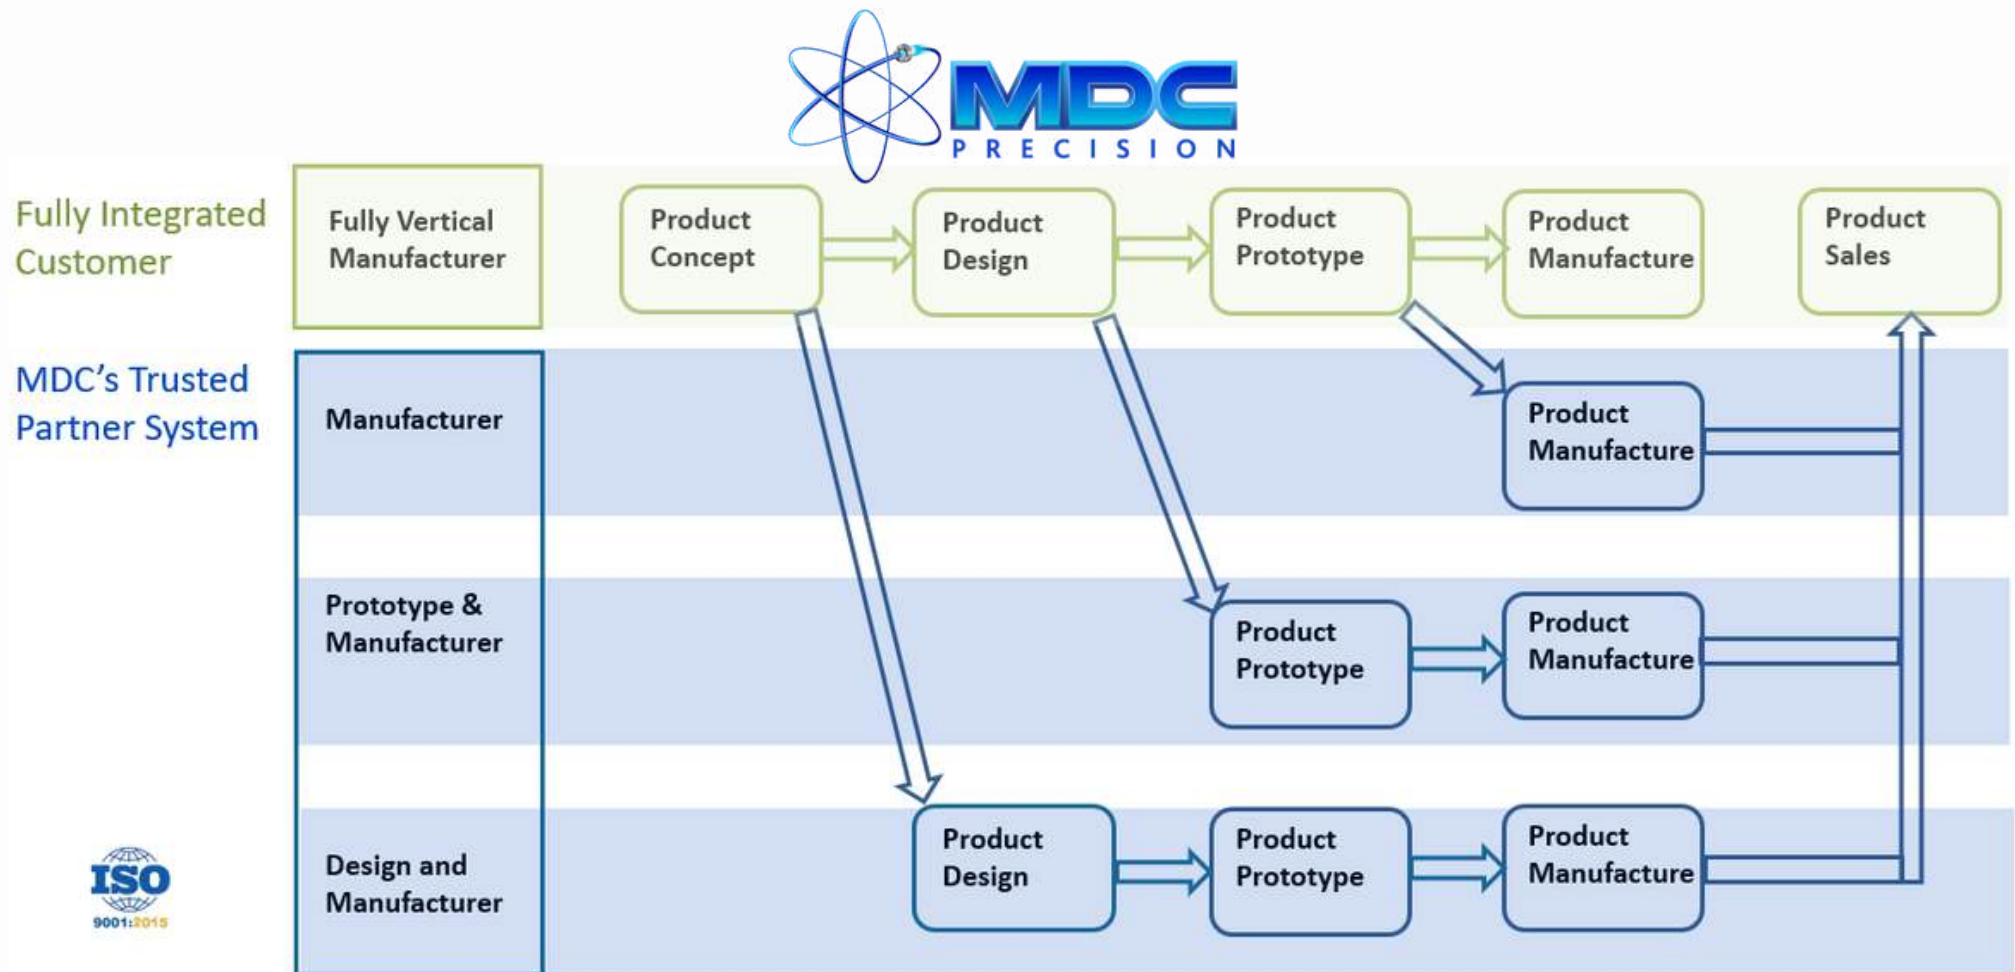 MDC
PRECISION
Fully Integrated
Customer
Fully Vertical
Manufacturer
Product
Concept
Product
Design
Product
Prototype
Product
Manufacture
Product
Sales
MDC’s Trusted
Partner System
Manufacturer
Product
Manufacture
Prototype &
Manufacturer
Product
Prototype
Product
Manufacture
Design and
Manufacturer
Product
Design
Product
Prototype
Product
Manufacture
ISO
9001:2015